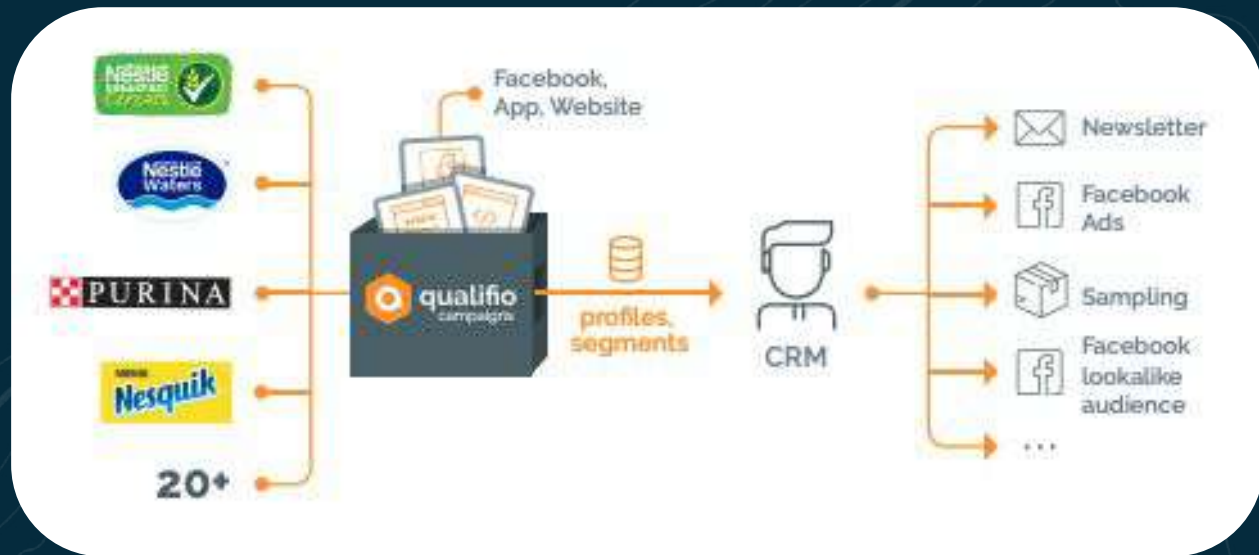 Nestlé
Nestlé
Waters
PURINA
Nesquik
20+
Facebook,
App, Website
qualifio
campaigns
profiles,
segments
CRM
Newsletter
Facebook
Ads
Sampling
Facebook
lookalike
audience
...